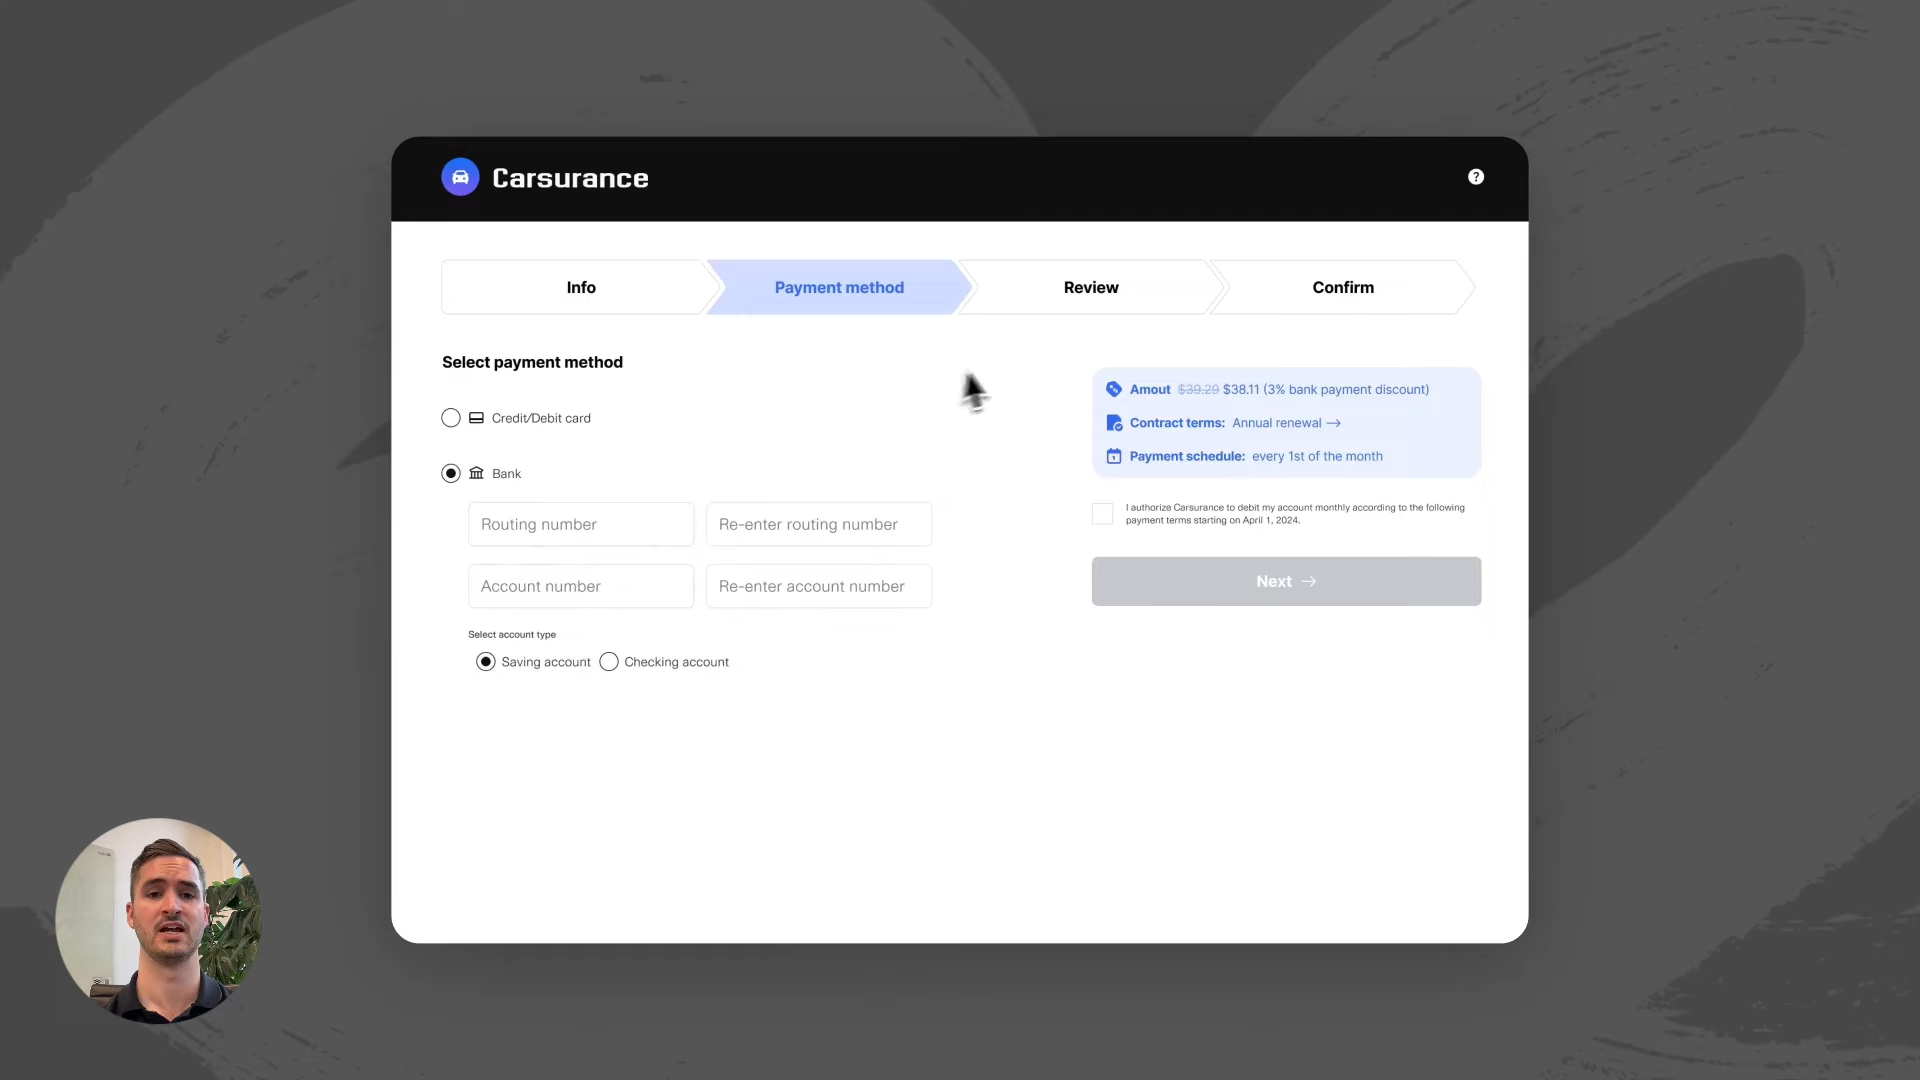 Carsurance
?
Info
Payment method
Review
Confirm
Select payment method
Credit/Debit card
Bank
Routing number
Re-enter routing number
Account number
Re-enter account number
Select account type
Saving account
Checking account
Amout $39.29 $38.11 (3% bank payment discount)
Contract terms: Annual renewal →
Payment schedule: every 1st of the month
I authorize Carsurance to debit my account monthly according to the following
payment terms starting on April 1, 2024.
Next →